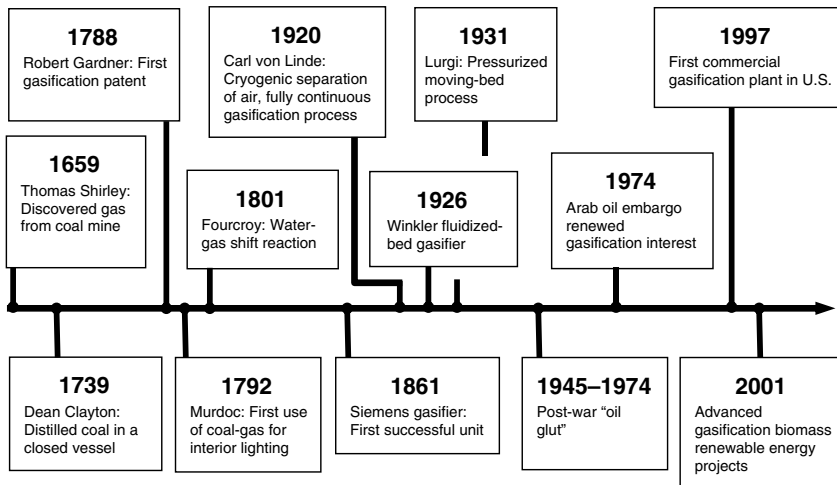 1788
Robert Gardner: First
gasification patent
1920
Carl von Linde:
Cryogenic separation
of air, fully continuous
gasification process
1931
Lurgi: Pressurized
moving-bed
process
1997
First commercial
gasification plant in U.S.
1659
Thomas Shirley:
Discovered gas
from coal mine
1801
Fourcroy: Water-
gas shift reaction
1926
Winkler fluidized-
bed gasifier
1974
Arab oil embargo
renewed
gasification interest
1739
Dean Clayton:
Distilled coal in a
closed vessel
1792
Murdoc: First use
of coal-gas for
interior lighting
1861
Siemens gasifier:
First successful unit
1945–1974
Post-war “oil
glut”
2001
Advanced
gasification biomass
renewable energy
projects